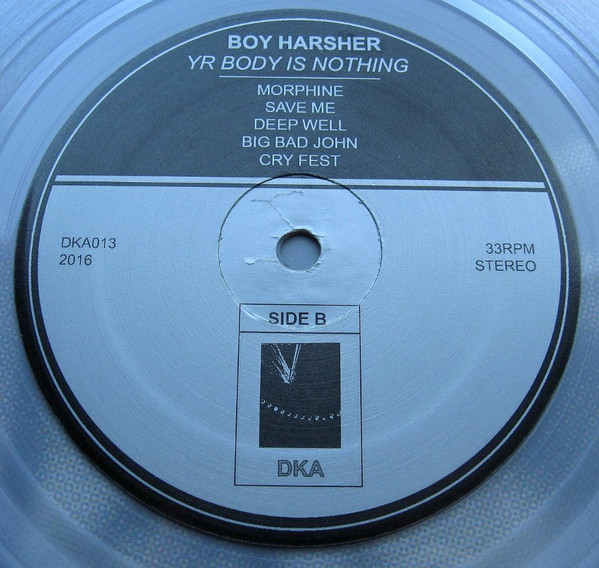 BOY HARSHER
YR BODY IS NOTHING
MORPHINE
SAVE ME
DEEP WELL
BIG BAD JOHN
CRY FEST
DKA013
2016
33RPM
STEREO
SIDE B
DKA